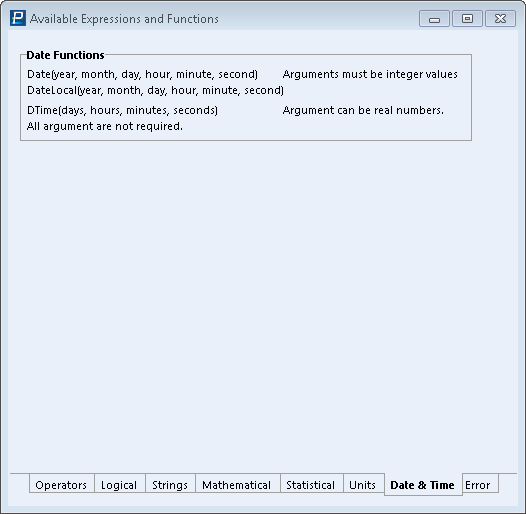 Available Expressions and Functions
Date Functions
Date(year, month, day, hour, minute, second) Arguments must be integer values
DateLocal(year, month, day, hour, minute, second)
DTime(days, hours, minutes, seconds) Argument can be real numbers.
All argument are not required.
Operators Logical Strings Mathematical Statistical Units Date & Time Error